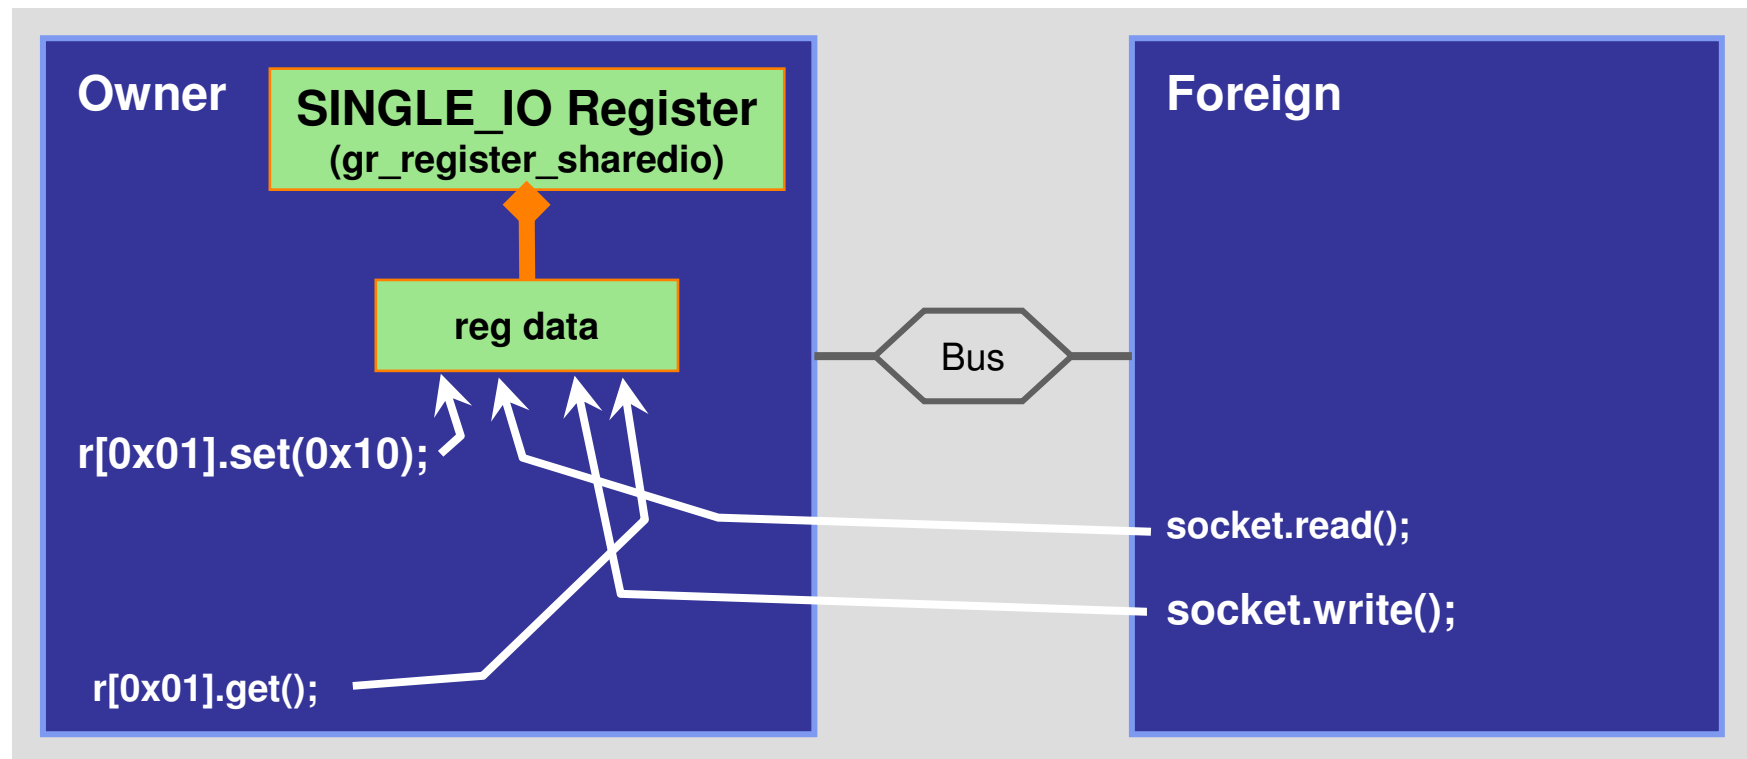 Owner
SINGLE_IO Register
(gr_register_sharedio)
reg data
r[0x01].set(0x10);
r[0x01].get();
Bus
Foreign
socket.read();
socket.write();